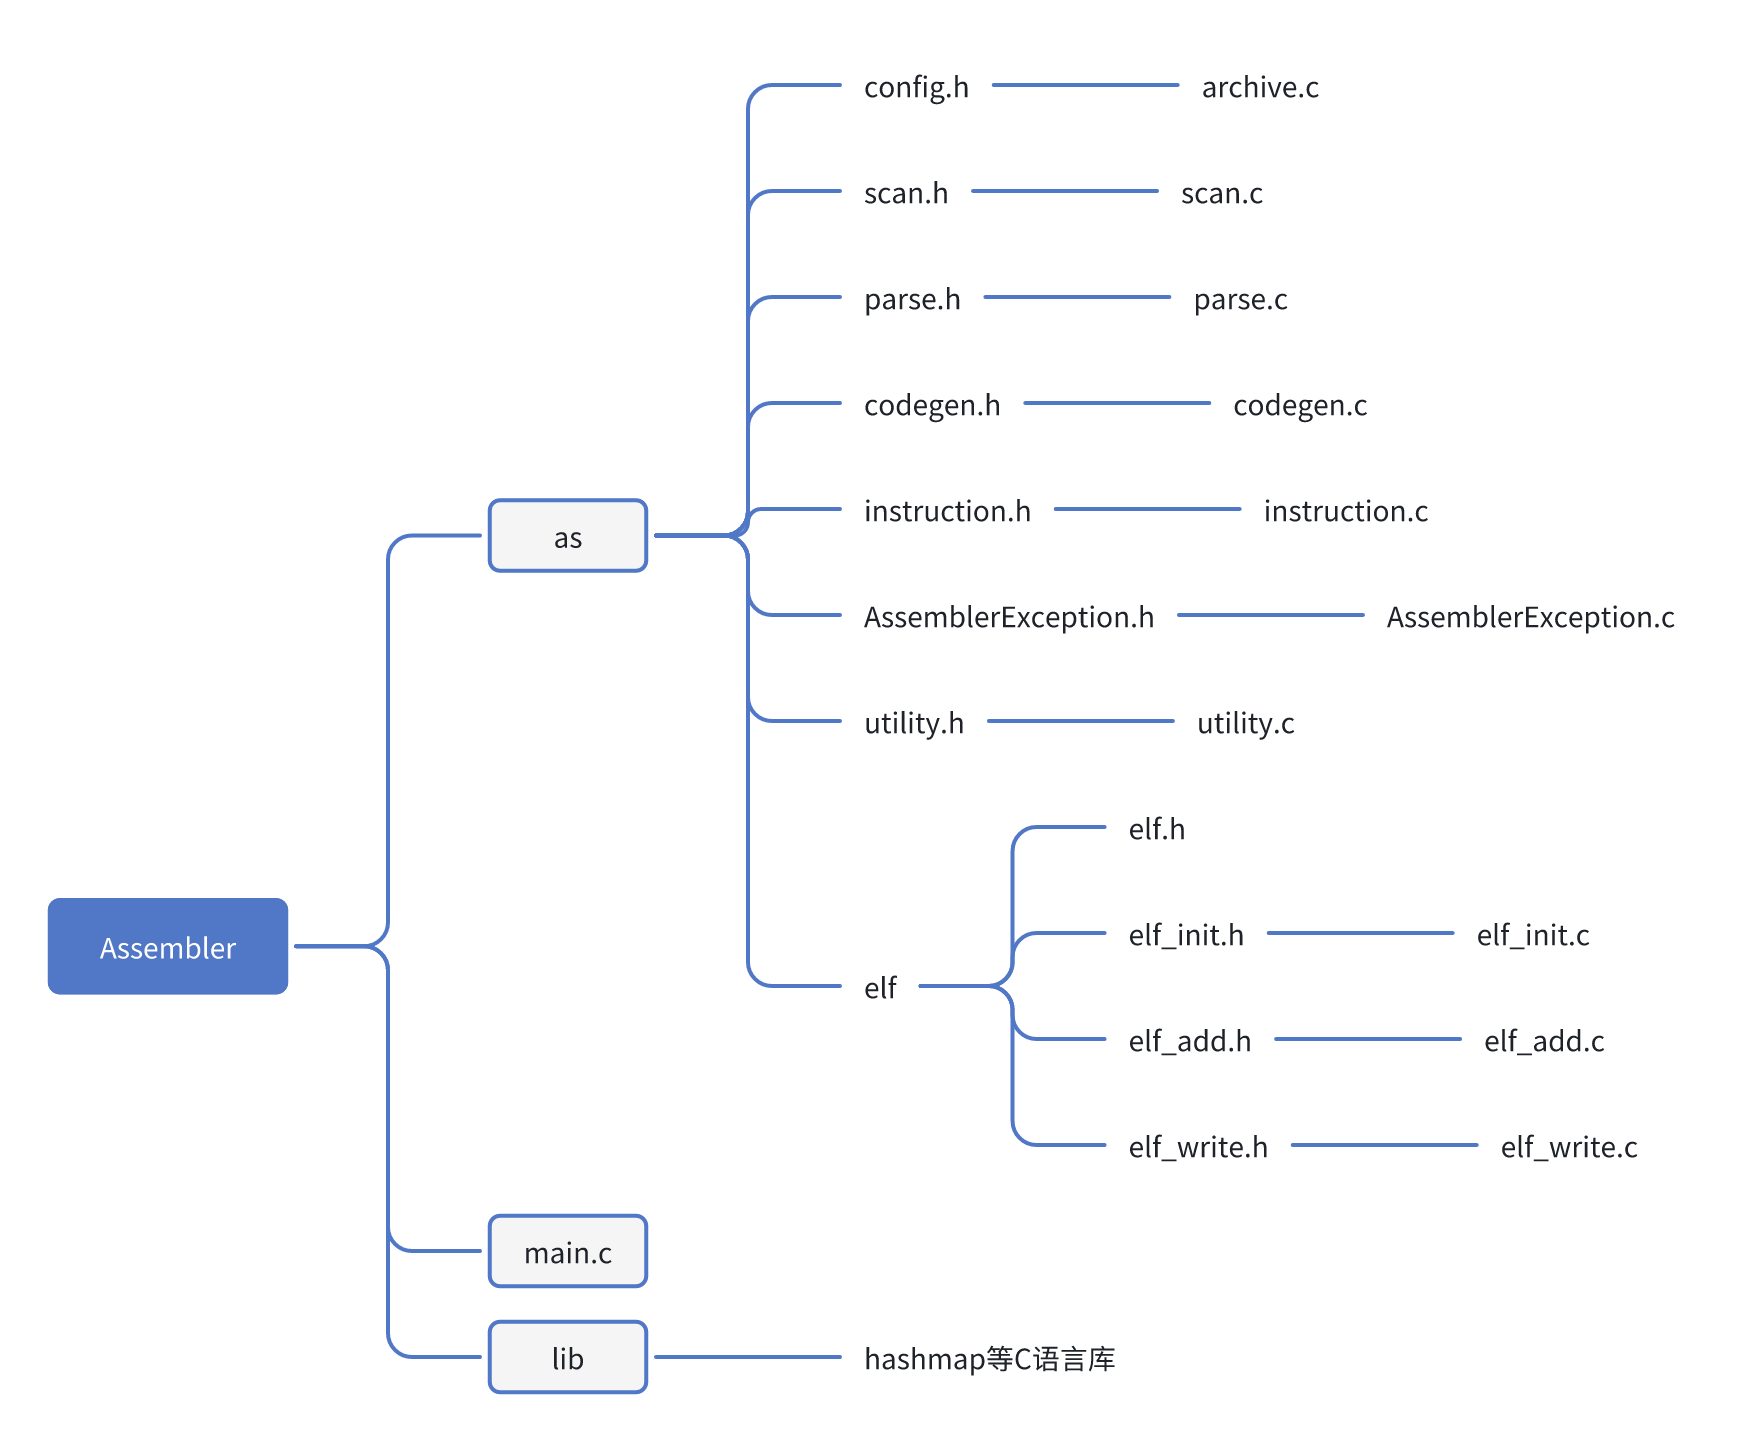 config.h
archive.c
scan.h
scan.c
parse.h
parse.c
codegen.h
codegen.c
instruction.h
instruction.c
as
AssemblerException.h
AssemblerException.c
utility.h
utility.c
elf.h
elf_init.h
elf_init.c
Assembler
elf
elf_add.h
elf_add.c
elf_write.h
elf_write.c
main.c
lib
hashmap等C语言库